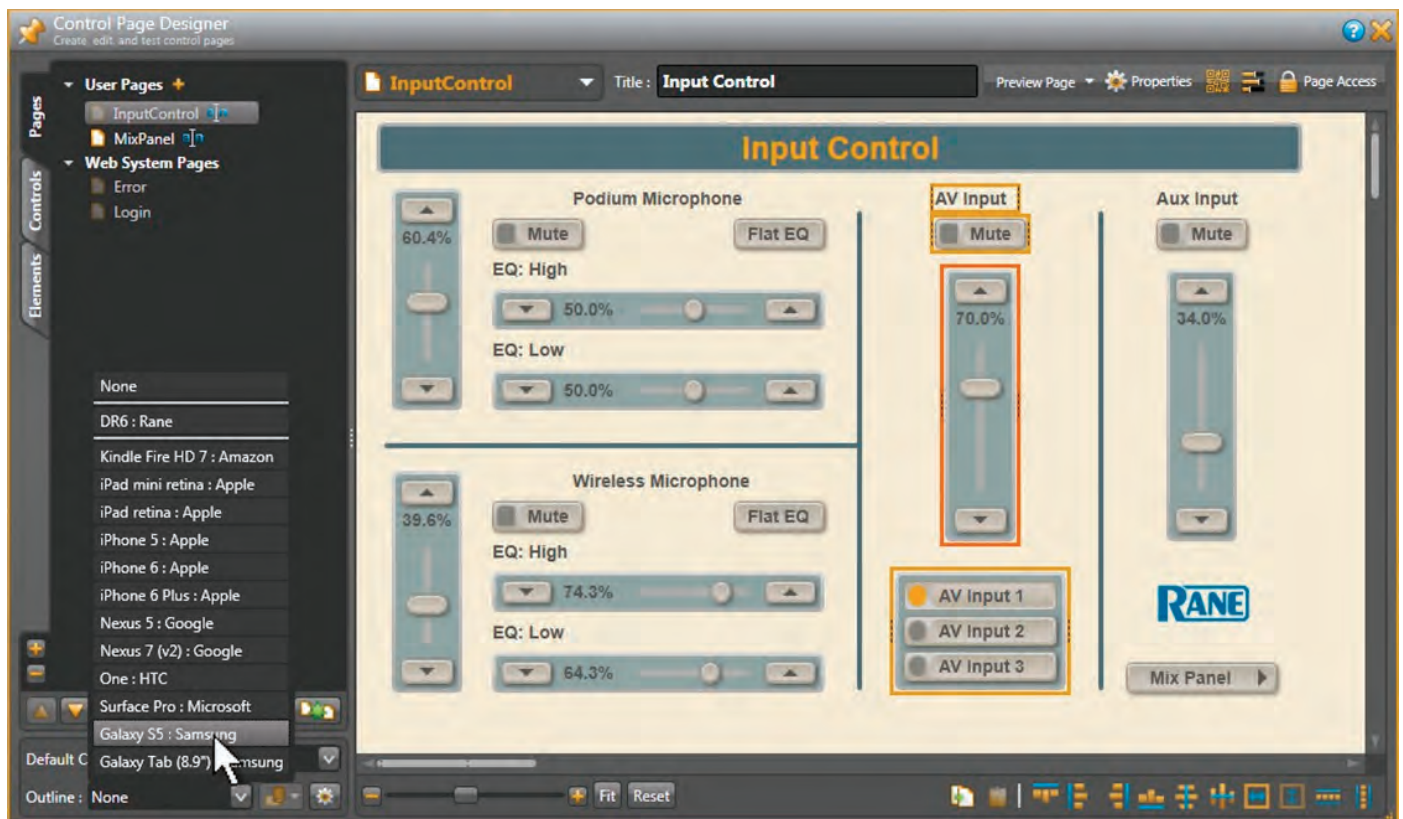 Control Page Designer
Create, edit, and test control pages
Pages
Controls
Elements
User Pages
InputControl
MixPanel
Web System Pages
Error
Login
None
DR6 : Rane
Kindle Fire HD 7 : Amazon
iPad mini retina : Apple
iPad retina : Apple
iPhone 5 : Apple
iPhone 6 : Apple
iPhone 6 Plus : Apple
Nexus 5 : Google
Nexus 7 (v2) : Google
One : HTC
Surface Pro : Microsoft
Galaxy S5 : Samsung
Default C
Galaxy Tab (8.9") msung
Outline : None
InputControl Title : Input Control Preview Page Properties Page Access
Input Control
Podium Microphone
60.4%
Mute Flat EQ
EQ: High
50.0%
EQ: Low
50.0%
Wireless Microphone
39.6%
Mute Flat EQ
EQ: High
74.3%
EQ: Low
64.3%
AV Input
Mute
70.0%
AV Input 1
AV Input 2
AV Input 3
Aux Input
Mute
34.0%
RANE
Mix Panel
Fit Reset